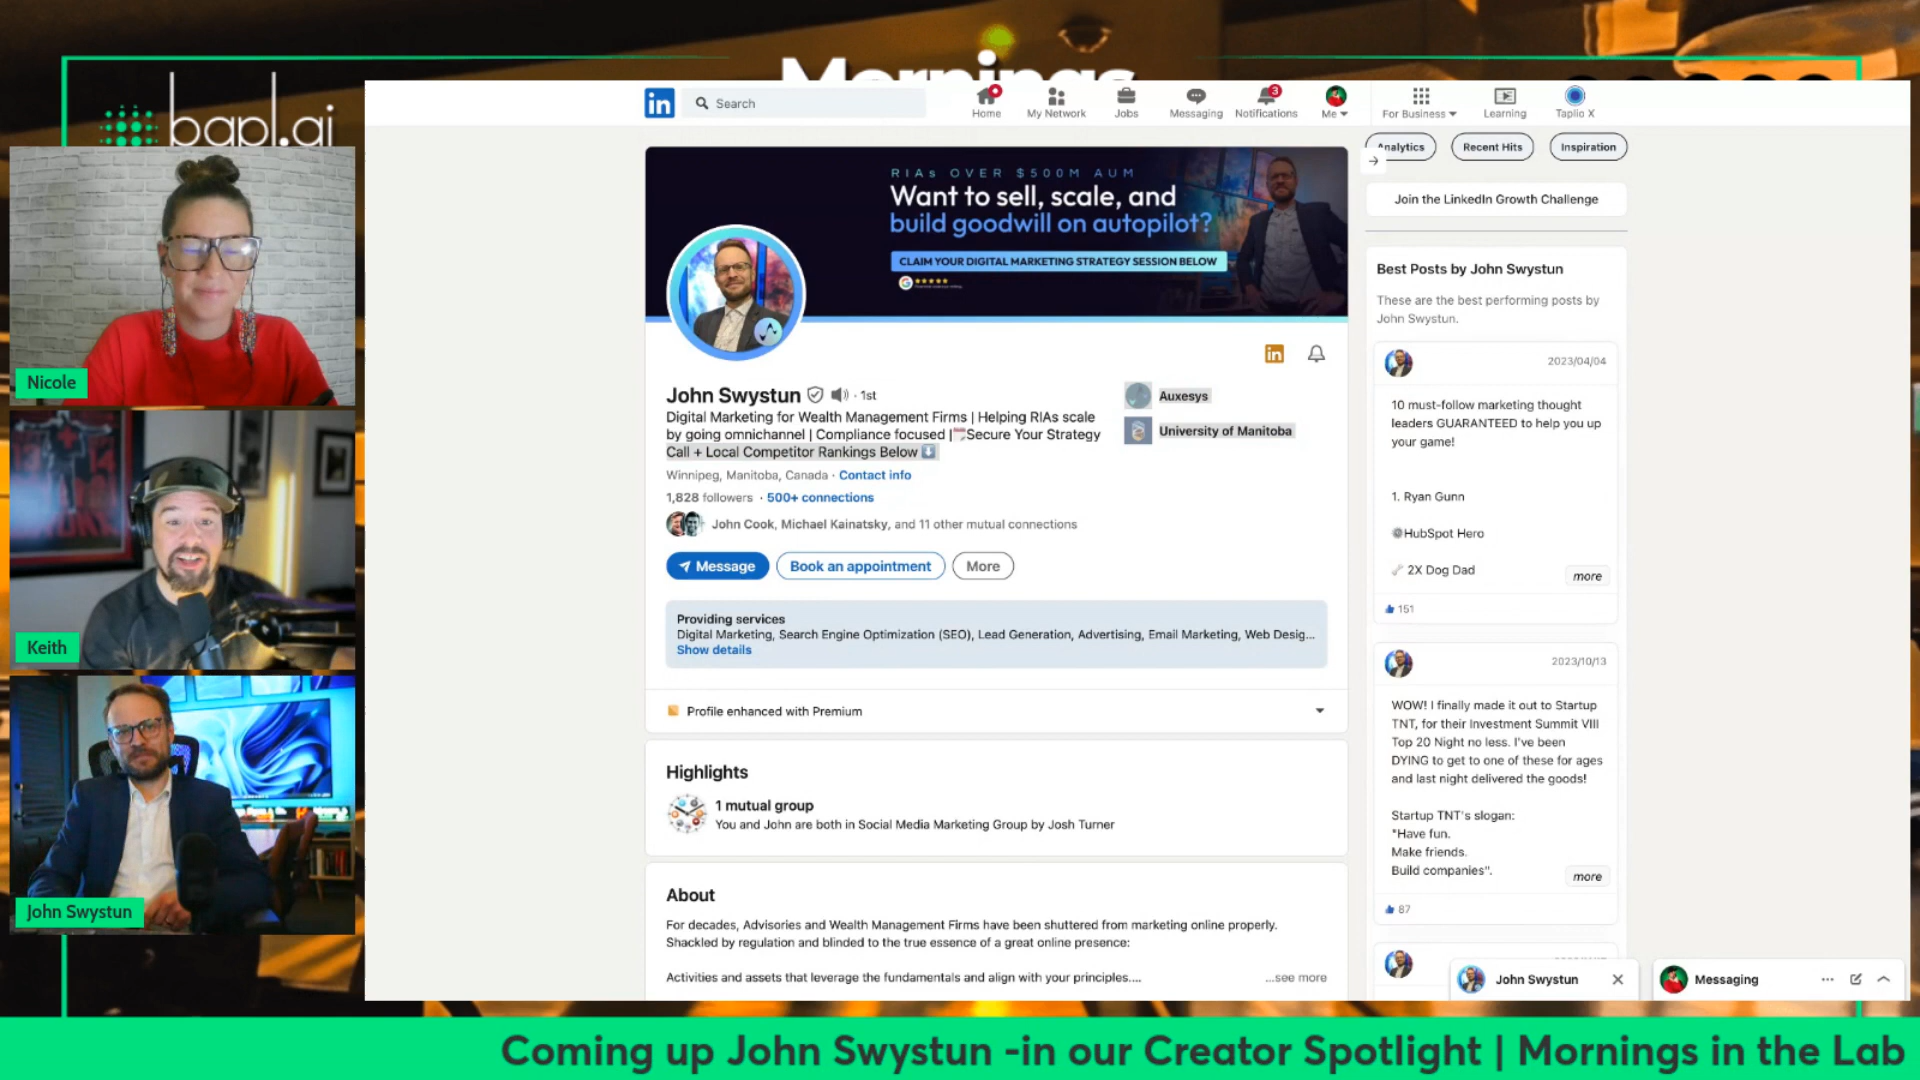 Mornings
bapl.ai
Nicole
Keith
John Swystun
Search
Home
My Network
Jobs
Messaging
3
Notifications
Me
For Business
Learning
Taplio X
RIAs OVER $500M AUM
Want to sell, scale, and
build goodwill on autopilot?
CLAIM YOUR DIGITAL MARKETING STRATEGY SESSION BELOW
John Swystun · 1st
Digital Marketing for Wealth Management Firms | Helping RIAs scale
by going omnichannel | Compliance focused | Secure Your Strategy
Call + Local Competitor Rankings Below
Auxesys
University of Manitoba
Winnipeg, Manitoba, Canada · Contact info
1,828 followers · 500+ connections
John Cook, Michael Kainatsky, and 11 other mutual connections
Message
Book an appointment
More
Providing services
Digital Marketing, Search Engine Optimization (SEO), Lead Generation, Advertising, Email Marketing, Web Desig...
Show details
Profile enhanced with Premium
Highlights
1 mutual group
You and John are both in Social Media Marketing Group by Josh Turner
About
For decades, Advisories and Wealth Management Firms have been shuttered from marketing online properly.
Shackled by regulation and blinded to the true essence of a great online presence:
Activities and assets that leverage the fundamentals and align with your principles....
...see more
Analytics
Recent Hits
Inspiration
Join the LinkedIn Growth Challenge
Best Posts by John Swystun
These are the best performing posts by
John Swystun.
2023/04/04
10 must-follow marketing thought
leaders GUARANTEED to help you up
your game!
1. Ryan Gunn
HubSpot Hero
2X Dog Dad
more
151
2023/10/13
WOW! I finally made it out to Startup
TNT, for their Investment Summit VIII
Top 20 Night no less. I've been
DYING to get to one of these for ages
and last night delivered the goods!
Startup TNT's slogan:
"Have fun.
Make friends.
Build companies".
more
87
John Swystun
Messaging
Coming up John Swystun -in our Creator Spotlight | Mornings in the Lab